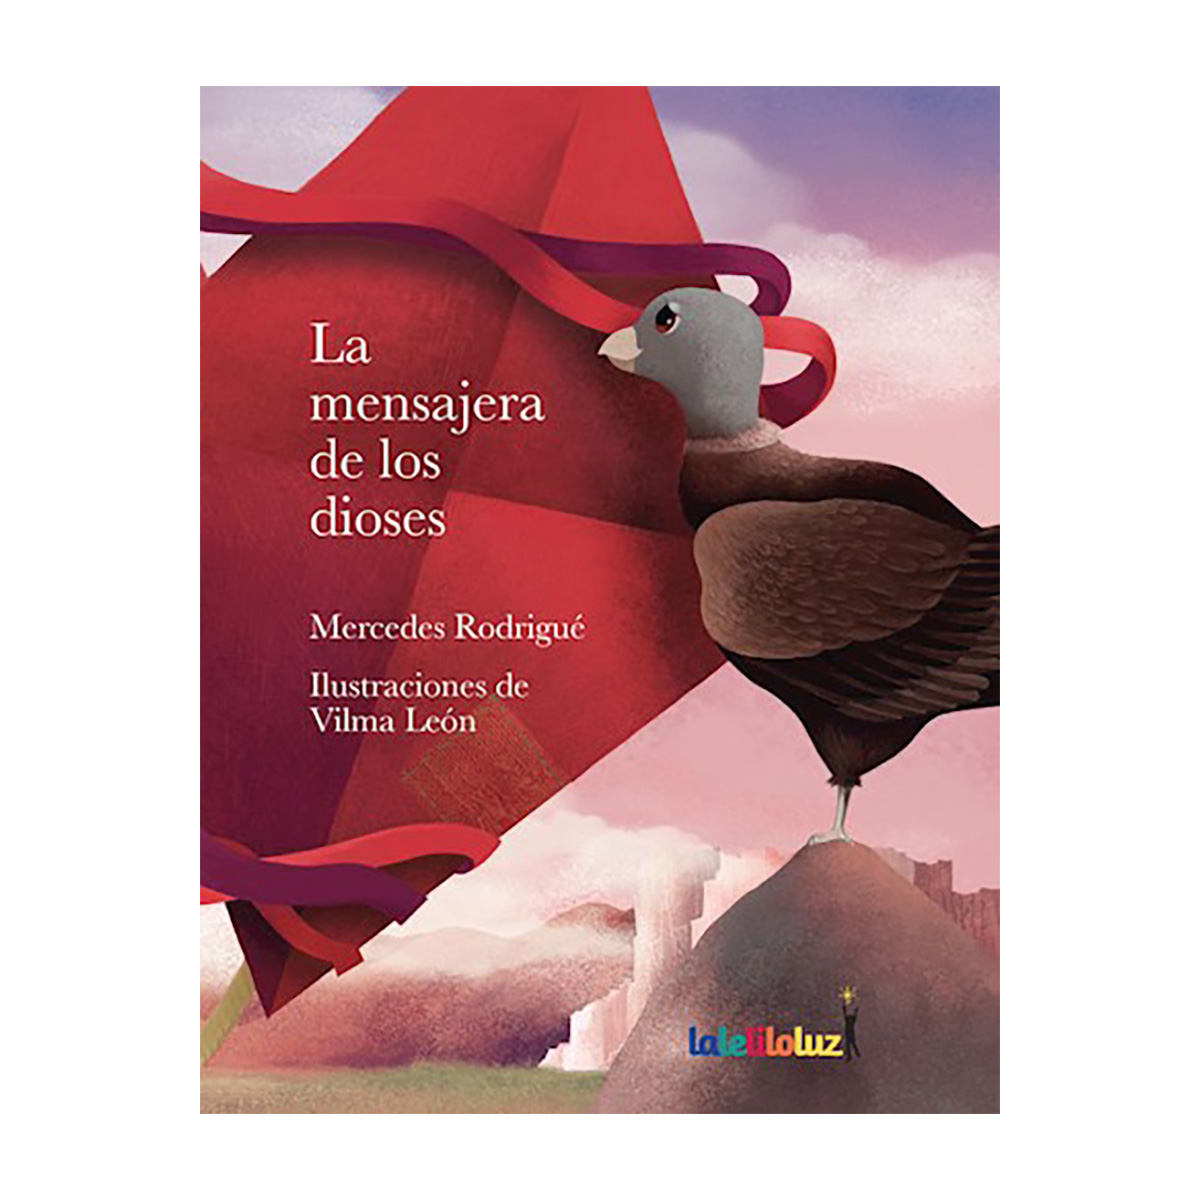 La
mensajera
de los
dioses
Mercedes Rodrigué
Ilustraciones de
Vilma León
laleliloluz